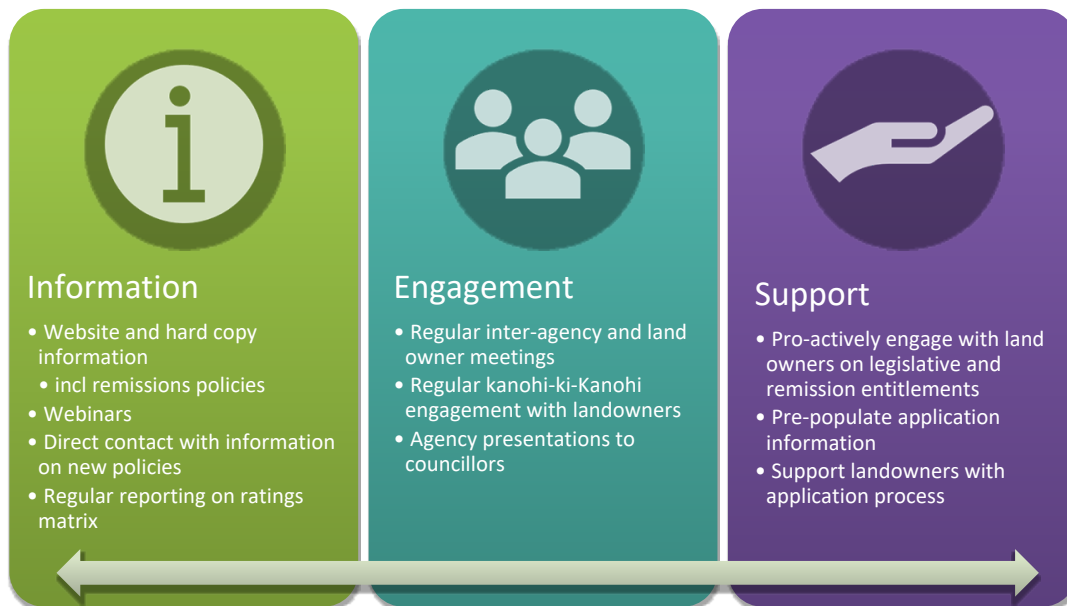 Information
• Website and hard copy
information
• incl remissions policies
• Webinars
• Direct contact with information
on new policies
• Regular reporting on ratings
matrix
Engagement
• Regular inter-agency and land
owner meetings
• Regular kanohi-ki-Kanohi
engagement with landowners
• Agency presentations to
councillors
Support
• Pro-actively engage with land
owners on legislative and
remission entitlements
• Pre-populate application
information
• Support landowners with
application process